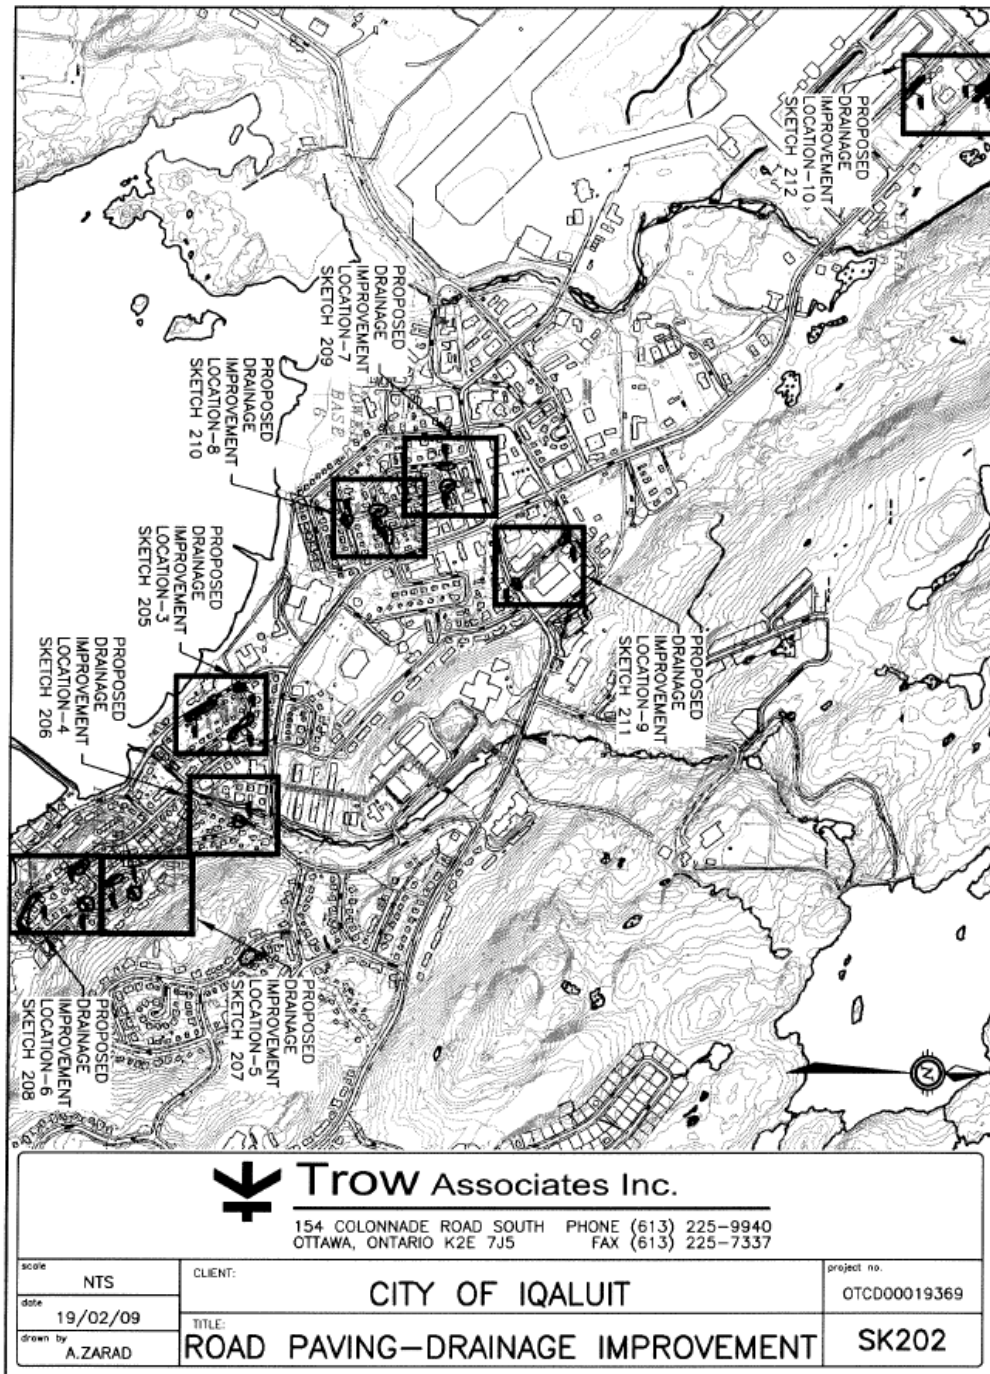 PROPOSED
DRAINAGE
IMPROVEMENT
LOCATION-10
SKETCH 212
PROPOSED
DRAINAGE
IMPROVEMENT
LOCATION-7
SKETCH 209
PROPOSED
DRAINAGE
IMPROVEMENT
LOCATION-8
SKETCH 210
BASE
6
PROPOSED
DRAINAGE
IMPROVEMENT
LOCATION-3
SKETCH 205
PROPOSED
DRAINAGE
IMPROVEMENT
LOCATION-9
SKETCH 211
PROPOSED
DRAINAGE
IMPROVEMENT
LOCATION-4
SKETCH 206
PROPOSED
DRAINAGE
IMPROVEMENT
LOCATION-5
SKETCH 207
PROPOSED
DRAINAGE
IMPROVEMENT
LOCATION-6
SKETCH 208
N
Trow Associates Inc.
154 COLONNADE ROAD SOUTH PHONE (613) 225-9940
OTTAWA, ONTARIO K2E 7J5 FAX (613) 225-7337
scale
NTS
date
19/02/09
drawn by
A.ZARAD
CLIENT:
CITY OF IQALUIT
TITLE:
ROAD PAVING-DRAINAGE IMPROVEMENT
project no.
OTCD00019369
SK202